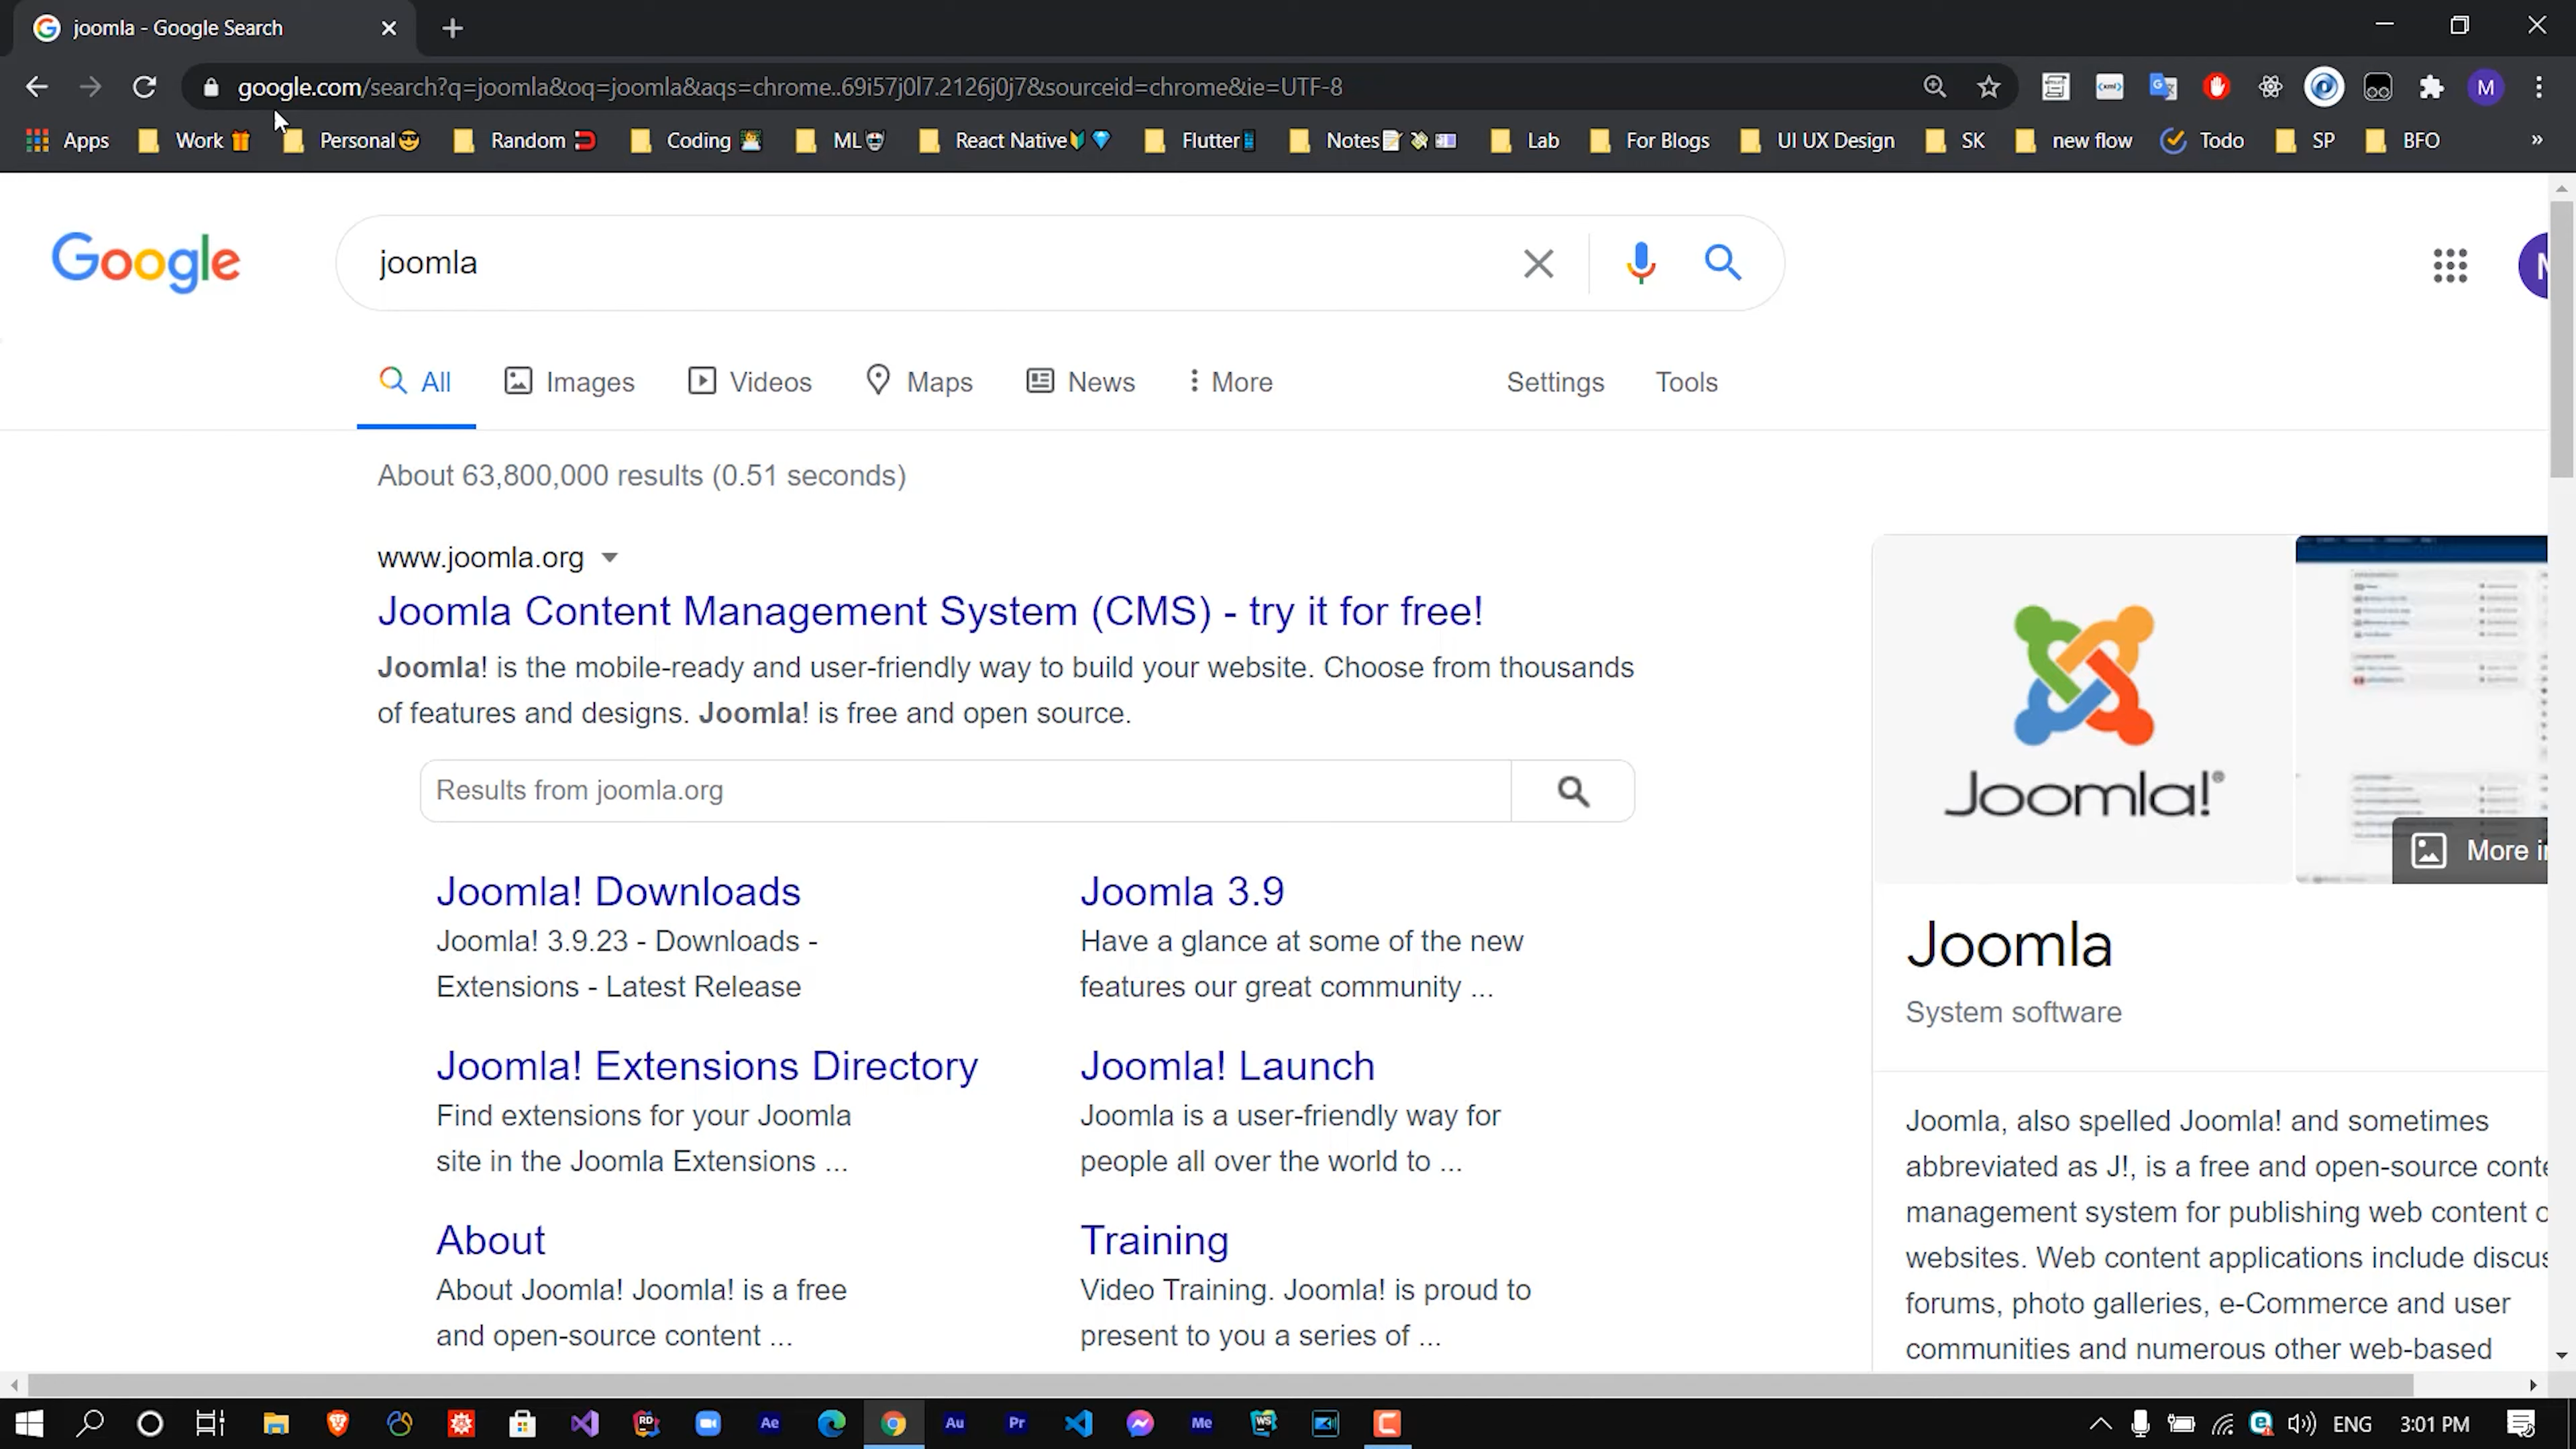 joomla - Google Search
google.com/search?q=joomla&oq=joomla&aqs=chrome..69i57j0l7.2126j0j7&sourceid=chrome&ie=UTF-8
M
Apps Work Personal Random Coding ML React Native Flutter Notes Lab For Blogs UI UX Design SK new flow Todo SP BFO »
Google
joomla
All Images Videos Maps News More Settings Tools
About 63,800,000 results (0.51 seconds)
www.joomla.org
Joomla Content Management System (CMS) - try it for free!
Joomla! is the mobile-ready and user-friendly way to build your website. Choose from thousands
of features and designs. Joomla! is free and open source.
Results from joomla.org
Joomla! Downloads
Joomla! 3.9.23 - Downloads -
Extensions - Latest Release
Joomla 3.9
Have a glance at some of the new
features our great community ...
Joomla! Extensions Directory
Find extensions for your Joomla
site in the Joomla Extensions ...
Joomla! Launch
Joomla is a user-friendly way for
people all over the world to ...
About
About Joomla! Joomla! is a free
and open-source content ...
Training
Video Training. Joomla! is proud to
present to you a series of ...
Joomla!®
More i
Joomla
System software
Joomla, also spelled Joomla! and sometimes
abbreviated as J!, is a free and open-source conte
management system for publishing web content o
websites. Web content applications include discus
forums, photo galleries, e-Commerce and user
communities and numerous other web-based
RD Ae Au Pr Me WS C ENG 3:01 PM